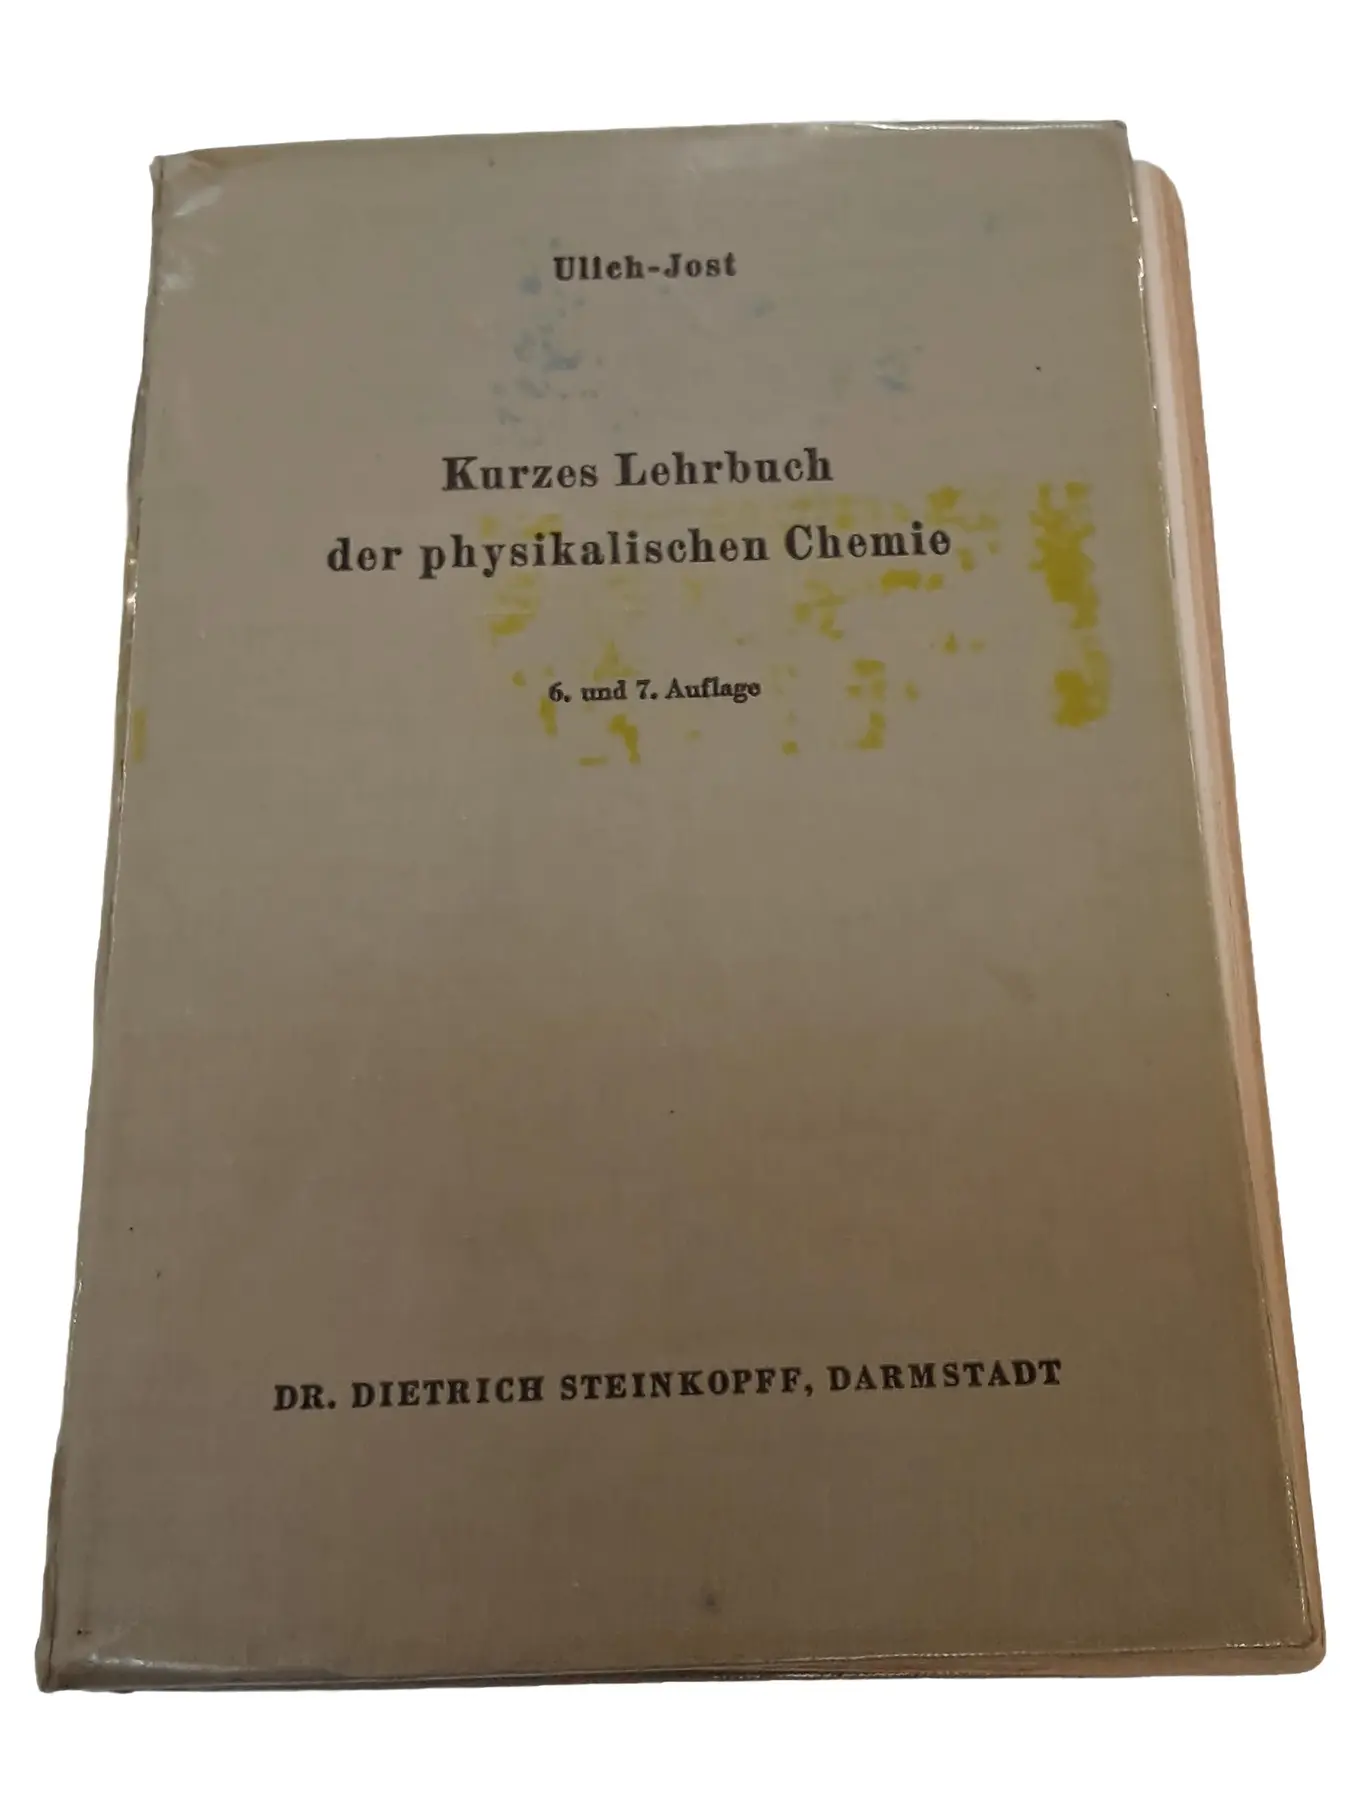 Ulich-Jost
Kurzes Lehrbuch
der physikalischen Chemie
6. und 7. Auflage
DR. DIETRICH STEINKOPFF, DARMSTADT